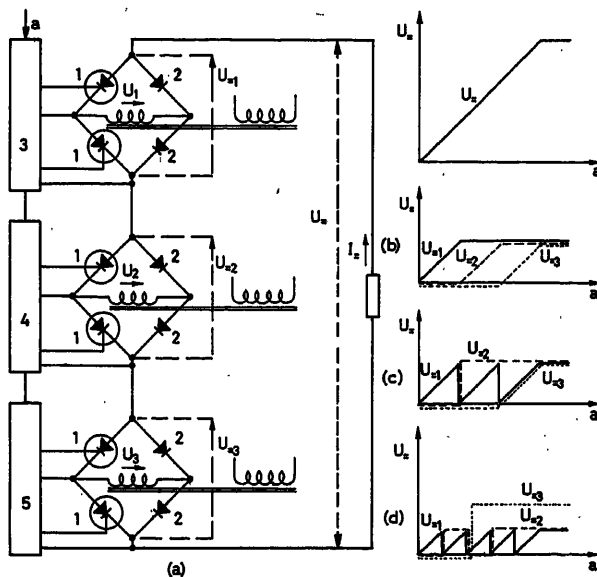 a
1
2
U₁
U=1
3
1
2
1
2
U₂
U=2
4
1
2
U=
I=
1
2
U₃
U=3
5
1
2
(a)
U=
U=
a
(b)
U=
U=1
U=2
U=3
a
(c)
U=
U=2
U=1
U=3
a
(d)
U=
U=3
U=1
U=2
a